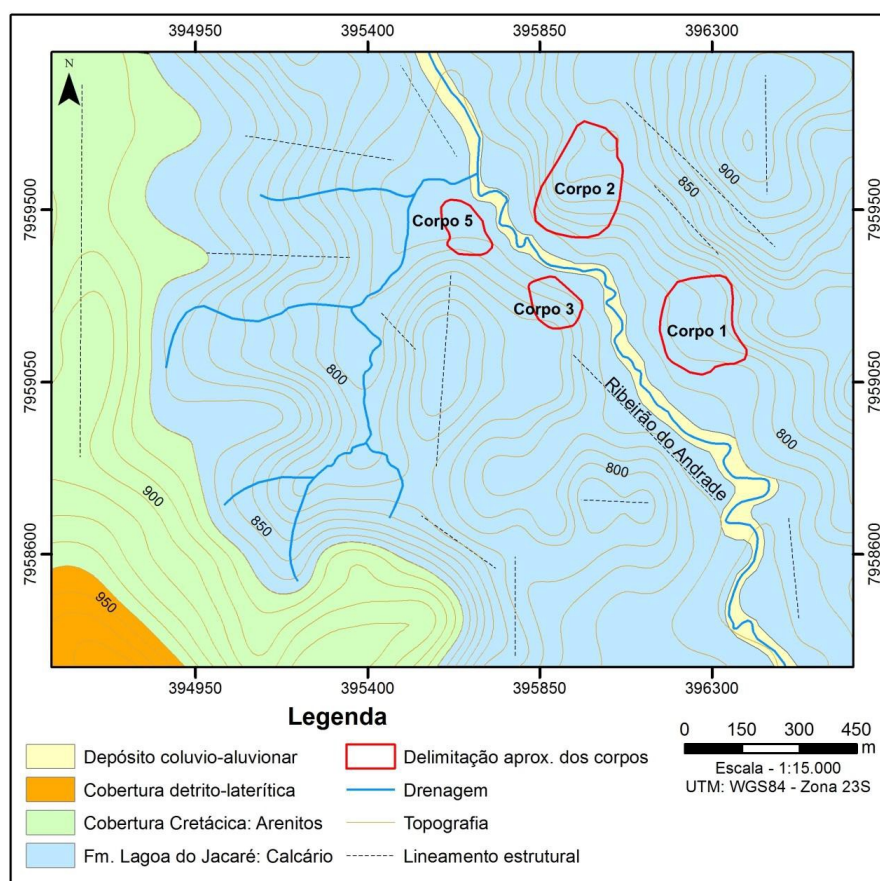 394950 395400 395850 396300
N
900
850
Corpo 2
7959500
7959500
Corpo 5
Corpo 3
Corpo 1
7959050
7959050
800
Ribeirão do Andrade
800
800
900
850
7958600
7958600
950
394950 395400 395850 396300
Legenda
Depósito coluvio-aluvionar
Cobertura detrito-laterítica
Cobertura Cretácica: Arenitos
Fm. Lagoa do Jacaré: Calcário
Delimitação aprox. dos corpos
Drenagem
Topografia
Lineamento estrutural
0 150 300 450
m
Escala - 1:15.000
UTM: WGS84 - Zona 23S